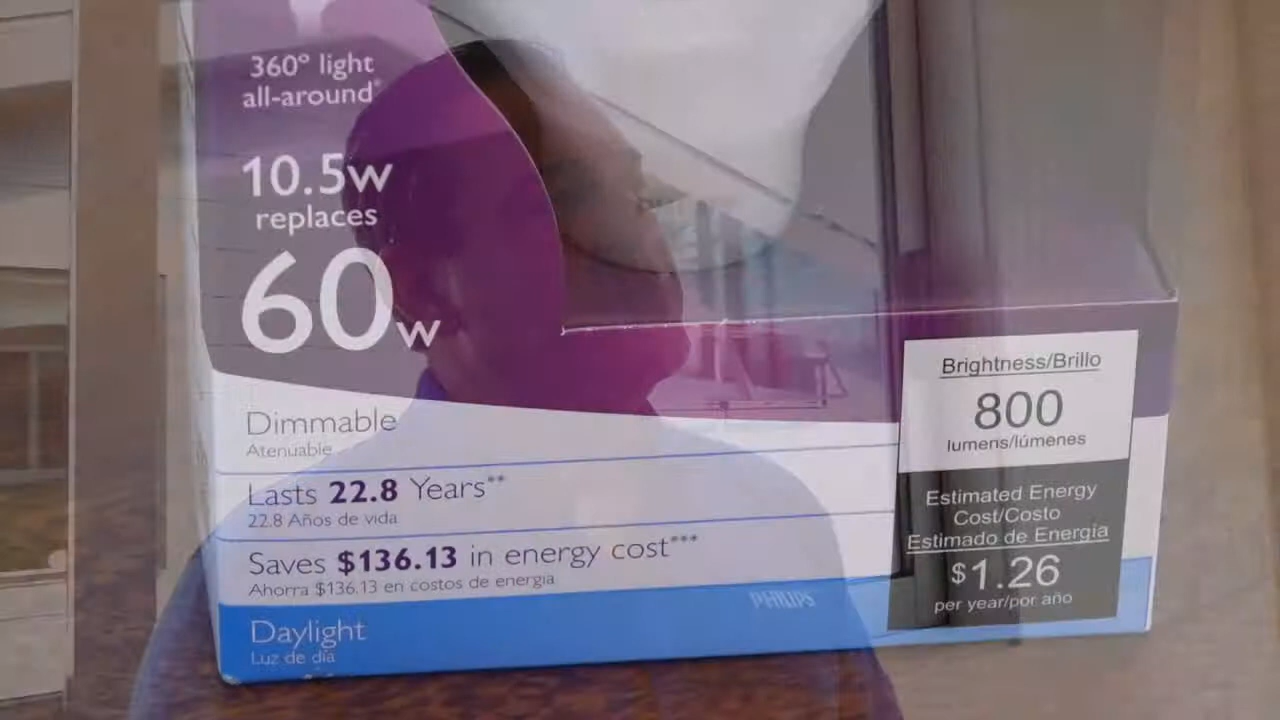 360° light
all-around*
10.5w
replaces
60w
Dimmable
Atenuable
Lasts 22.8 Years**
22.8 Años de vida
Saves $136.13 in energy cost***
Ahorra $136.13 en costos de energia
PHILIPS
Daylight
Luz de día
Brightness/Brillo
800
lumens/lúmenes
Estimated Energy
Cost/Costo
Estimado de Energia
$1.26
per year/por año